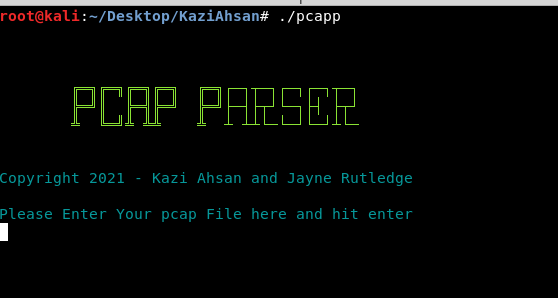 root@kali:~/Desktop/KaziAhsan# ./pcapp
PCAP PARSER
Copyright 2021 - Kazi Ahsan and Jayne Rutledge
Please Enter Your pcap File here and hit enter